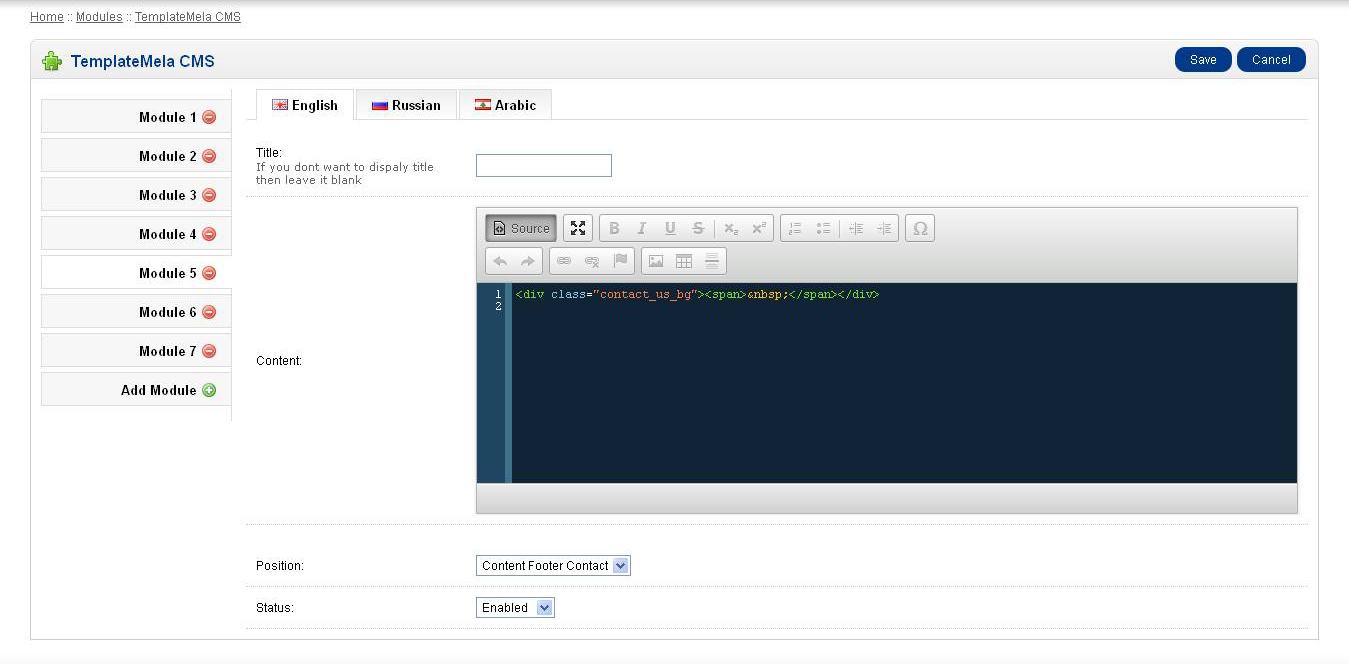 Home :: Modules :: TemplateMela CMS
TemplateMela CMS
Save
Cancel
Module 1
Module 2
Module 3
Module 4
Module 5
Module 6
Module 7
Add Module
English
Russian
Arabic
Title:
If you dont want to dispaly title
then leave it blank
Source
B I U S x₂ x²
Ω
Content:
1 <div class="contact_us_bg"><span>&nbsp;</span></div>
2
Position:
Content Footer Contact
Status:
Enabled